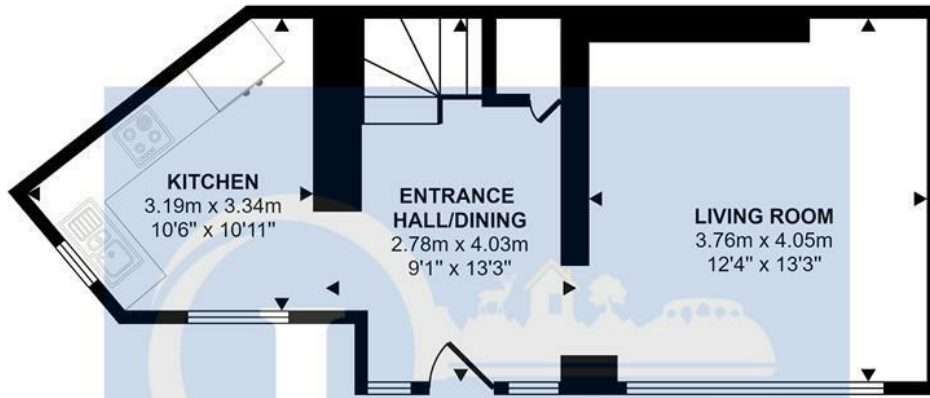 KITCHEN
3.19m x 3.34m
10'6" x 10'11"
ENTRANCE
HALL/DINING
2.78m x 4.03m
9'1" x 13'3"
LIVING ROOM
3.76m x 4.05m
12'4" x 13'3"